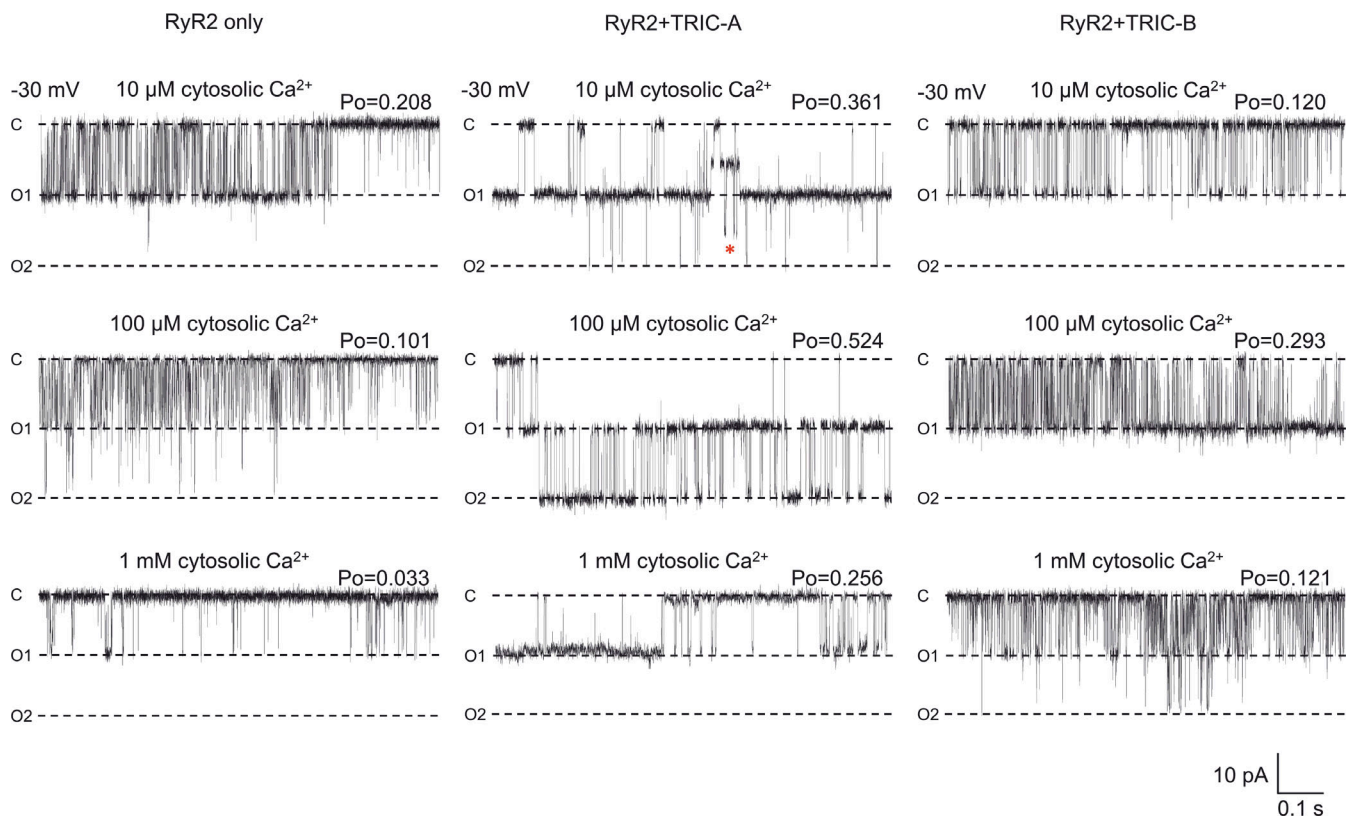 RyR2 only RyR2+TRIC-A RyR2+TRIC-B
-30 mV 10 µM cytosolic Ca²⁺ Po=0.208
C
O1
O2
-30 mV 10 µM cytosolic Ca²⁺ Po=0.361
C
O1
*
O2
-30 mV 10 µM cytosolic Ca²⁺ Po=0.120
C
O1
O2
100 µM cytosolic Ca²⁺ Po=0.101
C
O1
O2
100 µM cytosolic Ca²⁺ Po=0.524
C
O1
O2
100 µM cytosolic Ca²⁺ Po=0.293
C
O1
O2
1 mM cytosolic Ca²⁺ Po=0.033
C
O1
O2
1 mM cytosolic Ca²⁺ Po=0.256
C
O1
O2
1 mM cytosolic Ca²⁺ Po=0.121
C
O1
O2
10 pA
0.1 s